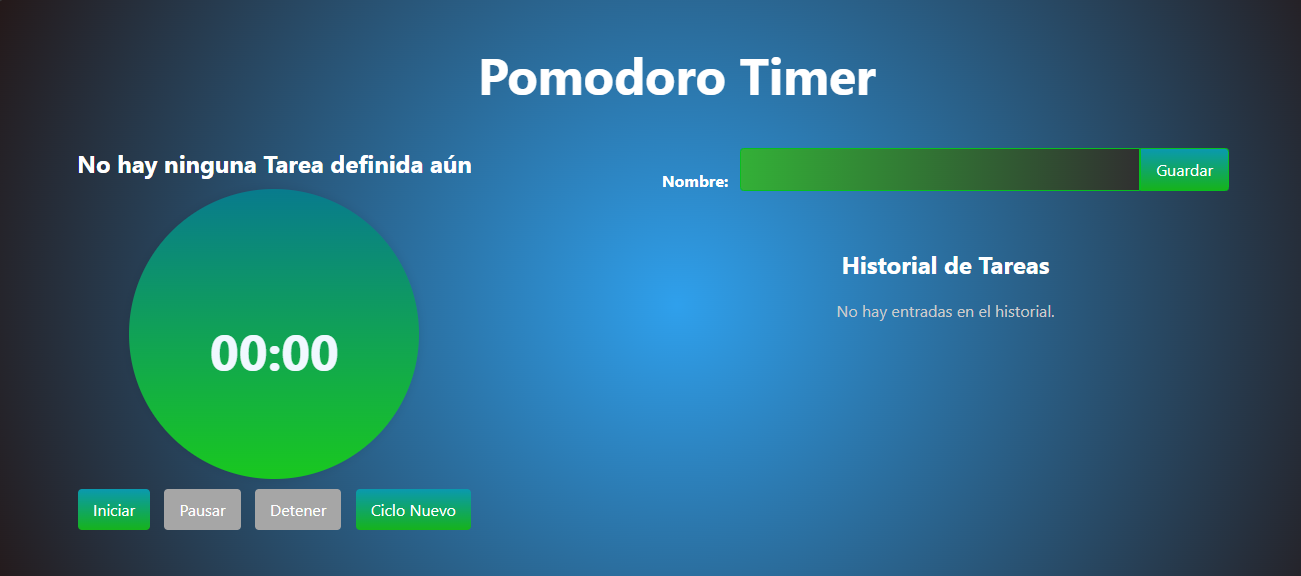 Pomodoro Timer
No hay ninguna Tarea definida aún
00:00
Iniciar
Pausar
Detener
Ciclo Nuevo
Nombre:
Guardar
Historial de Tareas
No hay entradas en el historial.